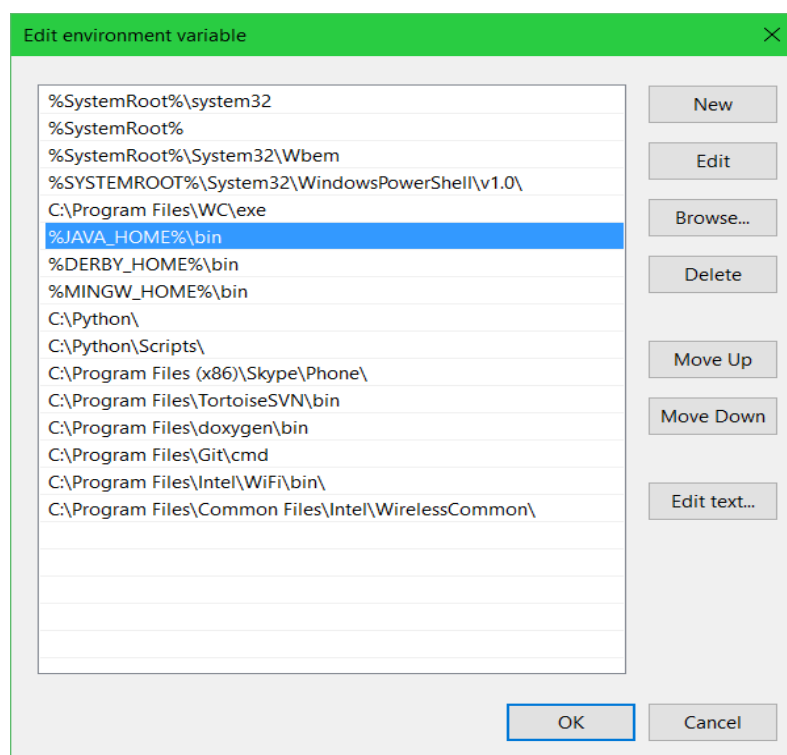 Edit environment variable
%SystemRoot%\system32
%SystemRoot%
%SystemRoot%\System32\Wbem
%SYSTEMROOT%\System32\WindowsPowerShell\v1.0\
C:\Program Files\WC\exe
%JAVA_HOME%\bin
%DERBY_HOME%\bin
%MINGW_HOME%\bin
C:\Python\
C:\Python\Scripts\
C:\Program Files (x86)\Skype\Phone\
C:\Program Files\TortoiseSVN\bin
C:\Program Files\doxygen\bin
C:\Program Files\Git\cmd
C:\Program Files\Intel\WiFi\bin\
C:\Program Files\Common Files\Intel\WirelessCommon\
New
Edit
Browse...
Delete
Move Up
Move Down
Edit text...
OK
Cancel